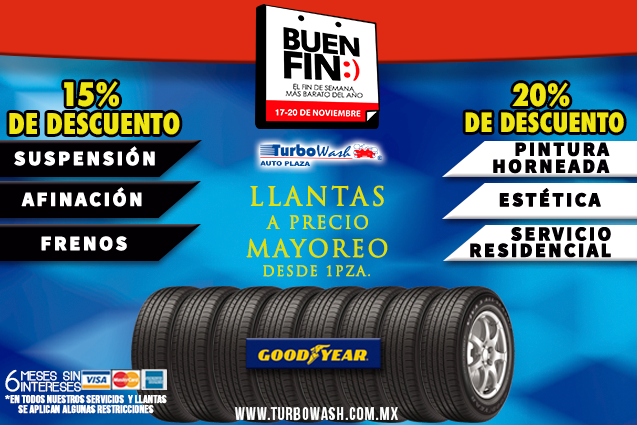 BUEN
FIN:)
EL FIN DE SEMANA
MÁS BARATO DEL AÑO
17-20 DE NOVIEMBRE
15%
DE DESCUENTO
SUSPENSIÓN
AFINACIÓN
FRENOS
TurboWash
AUTO PLAZA
LLANTAS
A PRECIO
MAYOREO
DESDE 1PZA.
20%
DE DESCUENTO
PINTURA
HORNEADA
ESTÉTICA
SERVICIO
RESIDENCIAL
GOODYEAR
6 MESES SIN
INTERESES
VISA
*EN TODOS NUESTROS SERVICIOS Y LLANTAS
SE APLICAN ALGUNAS RESTRICCIONES
WWW.TURBOWASH.COM.MX